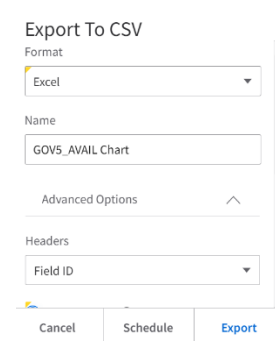 Export To CSV
Format
Excel
Name
GOV5_AVAIL Chart
Advanced Options
Headers
Field ID
Cancel Schedule Export